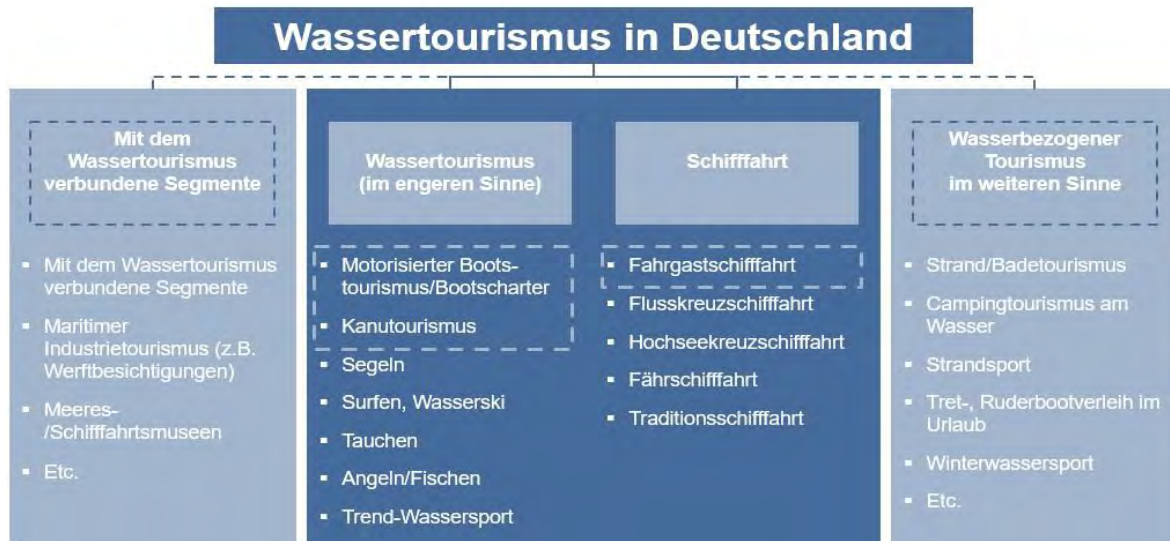 Wassertourismus in Deutschland
Mit dem
Wassertourismus
verbundene Segmente
▪ Mit dem Wassertourismus
verbundene Segmente
▪ Maritimer
Industrietourismus (z.B.
Werftbesichtigungen)
▪ Meeres-
/Schifffahrtsmuseen
▪ Etc.
Wassertourismus
(im engeren Sinne)
▪ Motorisierter Boots-
tourismus/Bootscharter
▪ Kanutourismus
▪ Segeln
▪ Surfen, Wasserski
▪ Tauchen
▪ Angeln/Fischen
▪ Trend-Wassersport
Schifffahrt
▪ Fahrgastschifffahrt
▪ Flusskreuzschifffahrt
▪ Hochseekreuzschifffahrt
▪ Fährschifffahrt
▪ Traditionsschifffahrt
Wasserbezogener
Tourismus
im weiteren Sinne
▪ Strand/Badetourismus
▪ Campingtourismus am
Wasser
▪ Strandsport
▪ Tret-, Ruderbootverleih im
Urlaub
▪ Winterwassersport
▪ Etc.